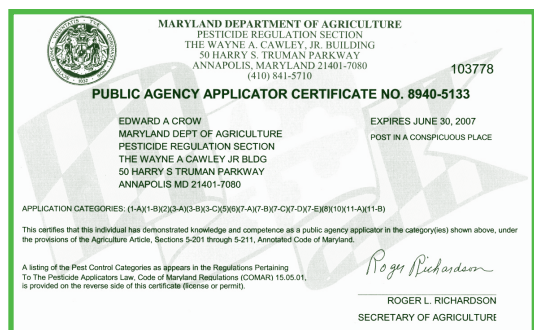 MARYLAND DEPARTMENT OF AGRICULTURE
PESTICIDE REGULATION SECTION
THE WAYNE A. CAWLEY, JR. BUILDING
50 HARRY S. TRUMAN PARKWAY
ANNAPOLIS, MARYLAND 21401-7080
(410) 841-5710
103778
PUBLIC AGENCY APPLICATOR CERTIFICATE NO. 8940-5133
EDWARD A CROW
MARYLAND DEPT OF AGRICULTURE
PESTICIDE REGULATION SECTION
THE WAYNE A CAWLEY JR BLDG
50 HARRY S TRUMAN PARKWAY
ANNAPOLIS MD 21401-7080
EXPIRES JUNE 30, 2007
POST IN A CONSPICUOUS PLACE
APPLICATION CATEGORIES: (1-A)(1-B)(2)(3-A)(3-B)(3-C)(5)(6)(7-A)(7-B)(7-C)(7-D)(7-E)(8)(10)(11-A)(11-B)
This certifies that this individual has demonstrated knowledge and competence as a public agency applicator in the category(ies) shown above, under
the provisions of the Agriculture Article, Sections 5-201 through 5-211, Annotated Code of Maryland.
A listing of the Pest Control Categories as appears in the Regulations Pertaining
To The Pesticide Applicators Law, Code of Maryland Regulations (COMAR) 15.05.01,
is provided on the reverse side of this certificate (license or permit).
Roger Richardson
ROGER L. RICHARDSON
SECRETARY OF AGRICULTURE